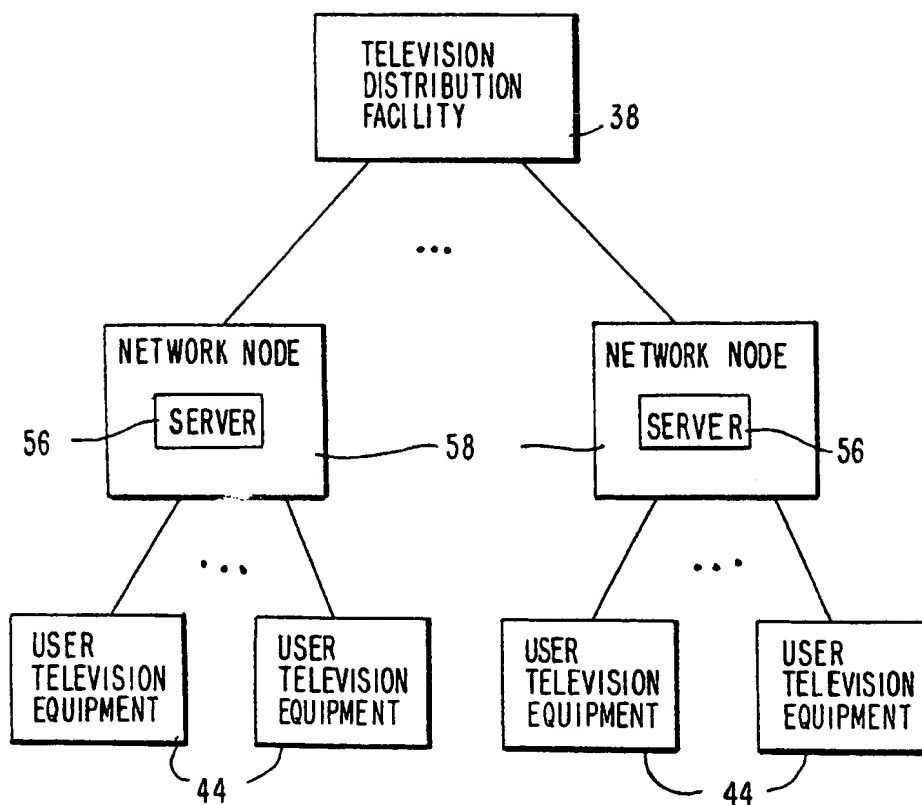 TELEVISION
DISTRIBUTION
FACILITY
38
...
NETWORK NODE
SERVER
56
58
NETWORK NODE
SERVER
56
...
...
USER
TELEVISION
EQUIPMENT
USER
TELEVISION
EQUIPMENT
44
USER
TELEVISION
EQUIPMENT
USER
TELEVISION
EQUIPMENT
44